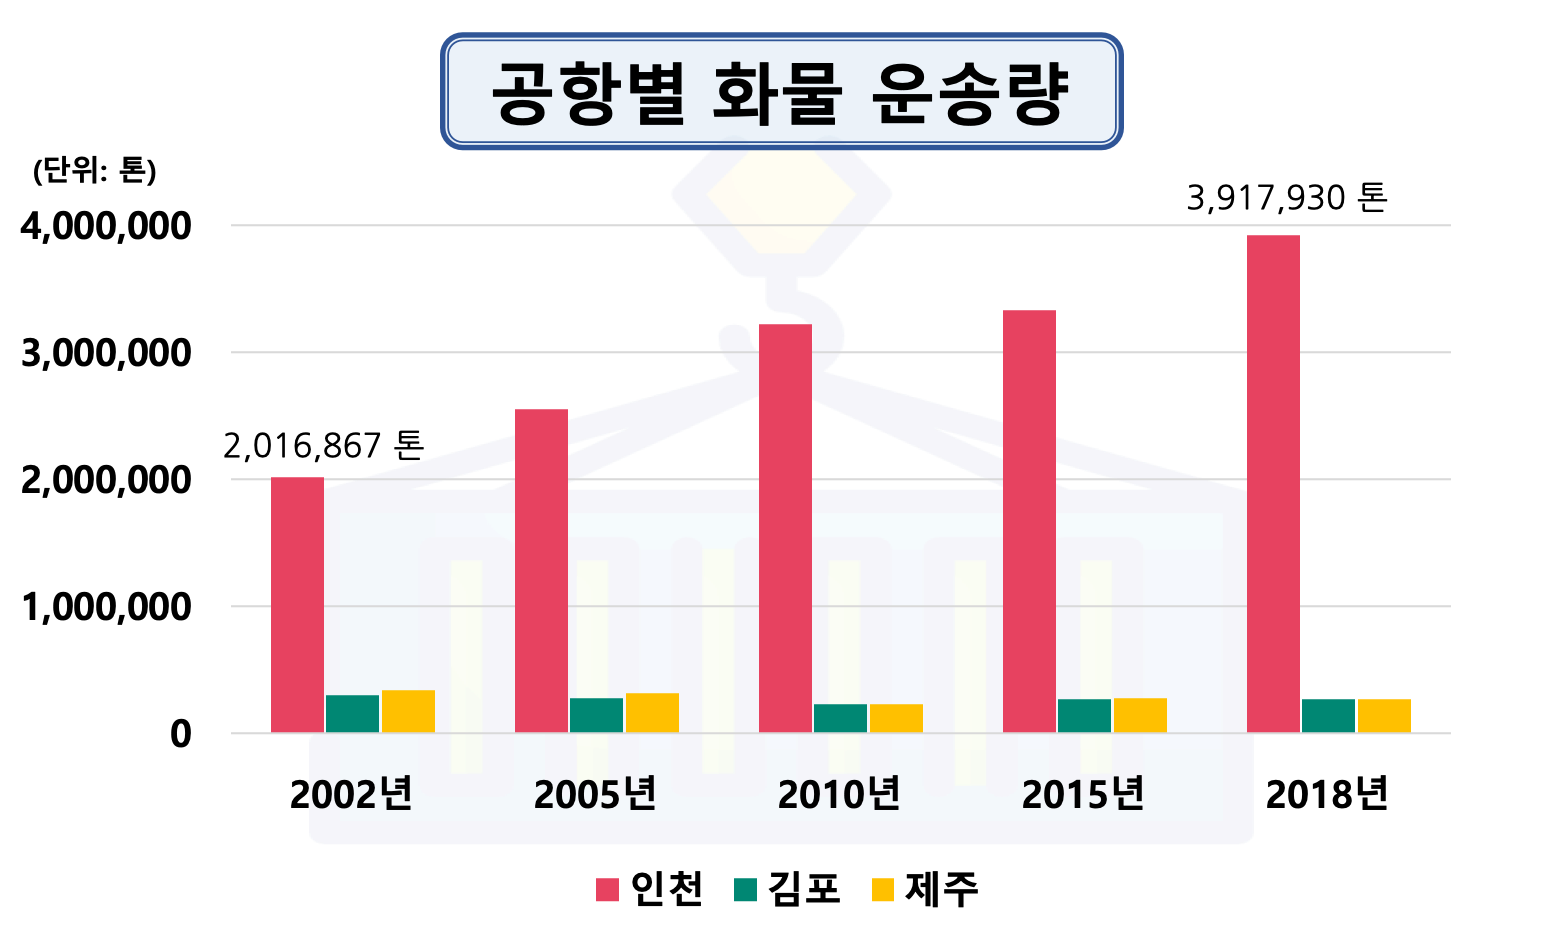 공항별 화물 운송량
(단위: 톤)
4,000,000
3,000,000
2,000,000
1,000,000
0
2,016,867 톤
3,917,930 톤
2002년 2005년 2010년 2015년 2018년
인천 김포 제주